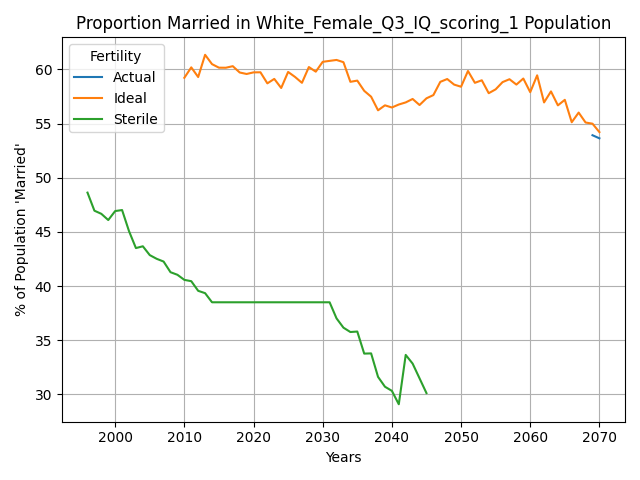 Proportion Married in White_Female_Q3_IQ_scoring_1 Population
Fertility
Actual
Ideal
Sterile
% of Population 'Married'
60
55
50
45
40
35
30
2000
2010
2020
2030
2040
2050
2060
2070
Years